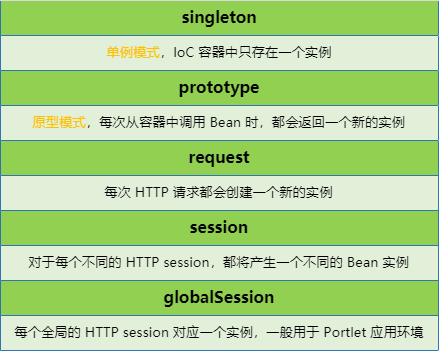 singleton
单例模式，IoC 容器中只存在一个实例
prototype
原型模式，每次从容器中调用 Bean 时，都会返回一个新的实例
request
每次 HTTP 请求都会创建一个新的实例
session
对于每个不同的 HTTP session，都将产生一个不同的 Bean 实例
globalSession
每个全局的 HTTP session 对应一个实例，一般用于 Portlet 应用环境